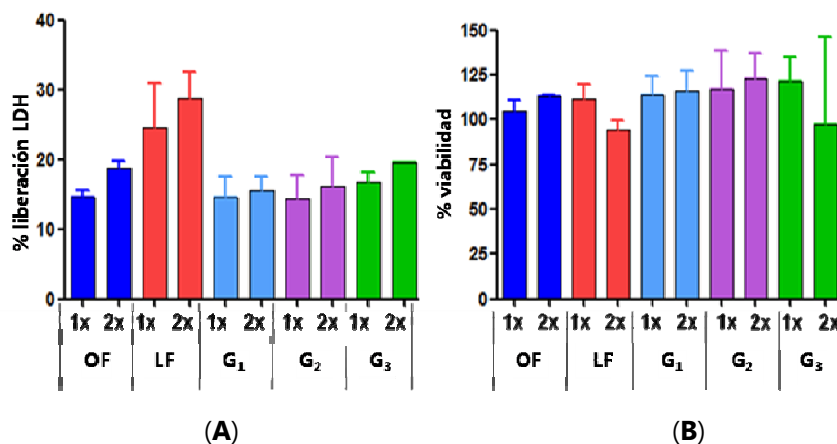 % liberación LDH
40
30
20
10
0
1x 2x 1x 2x 1x 2x 1x 2x 1x 2x
OF LF G₁ G₂ G₃
(A)
% viabilidad
150
125
100
75
50
25
0
1x 2x 1x 2x 1x 2x 1x 2x 1x 2x
OF LF G₁ G₂ G₃
(B)